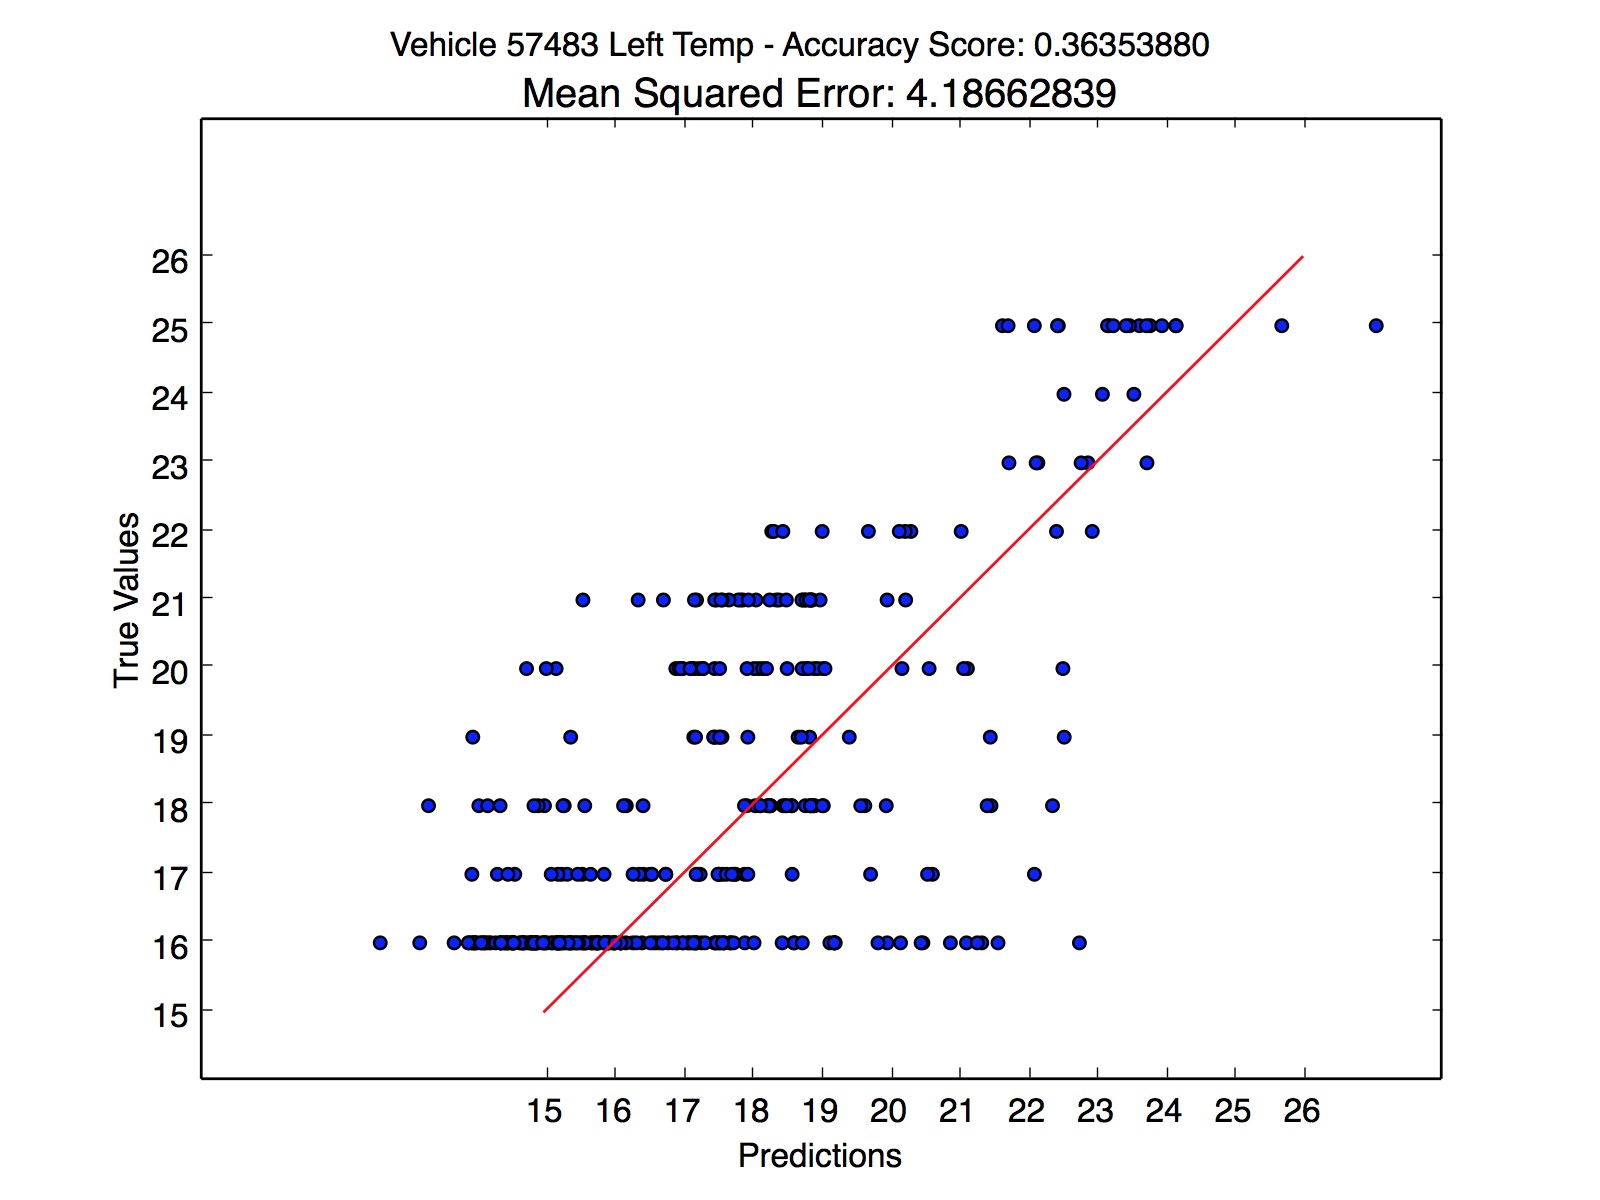 Vehicle 57483 Left Temp - Accuracy Score: 0.36353880
Mean Squared Error: 4.18662839
True Values
26
25
24
23
22
21
20
19
18
17
16
15
15 16 17 18 19 20 21 22 23 24 25 26
Predictions